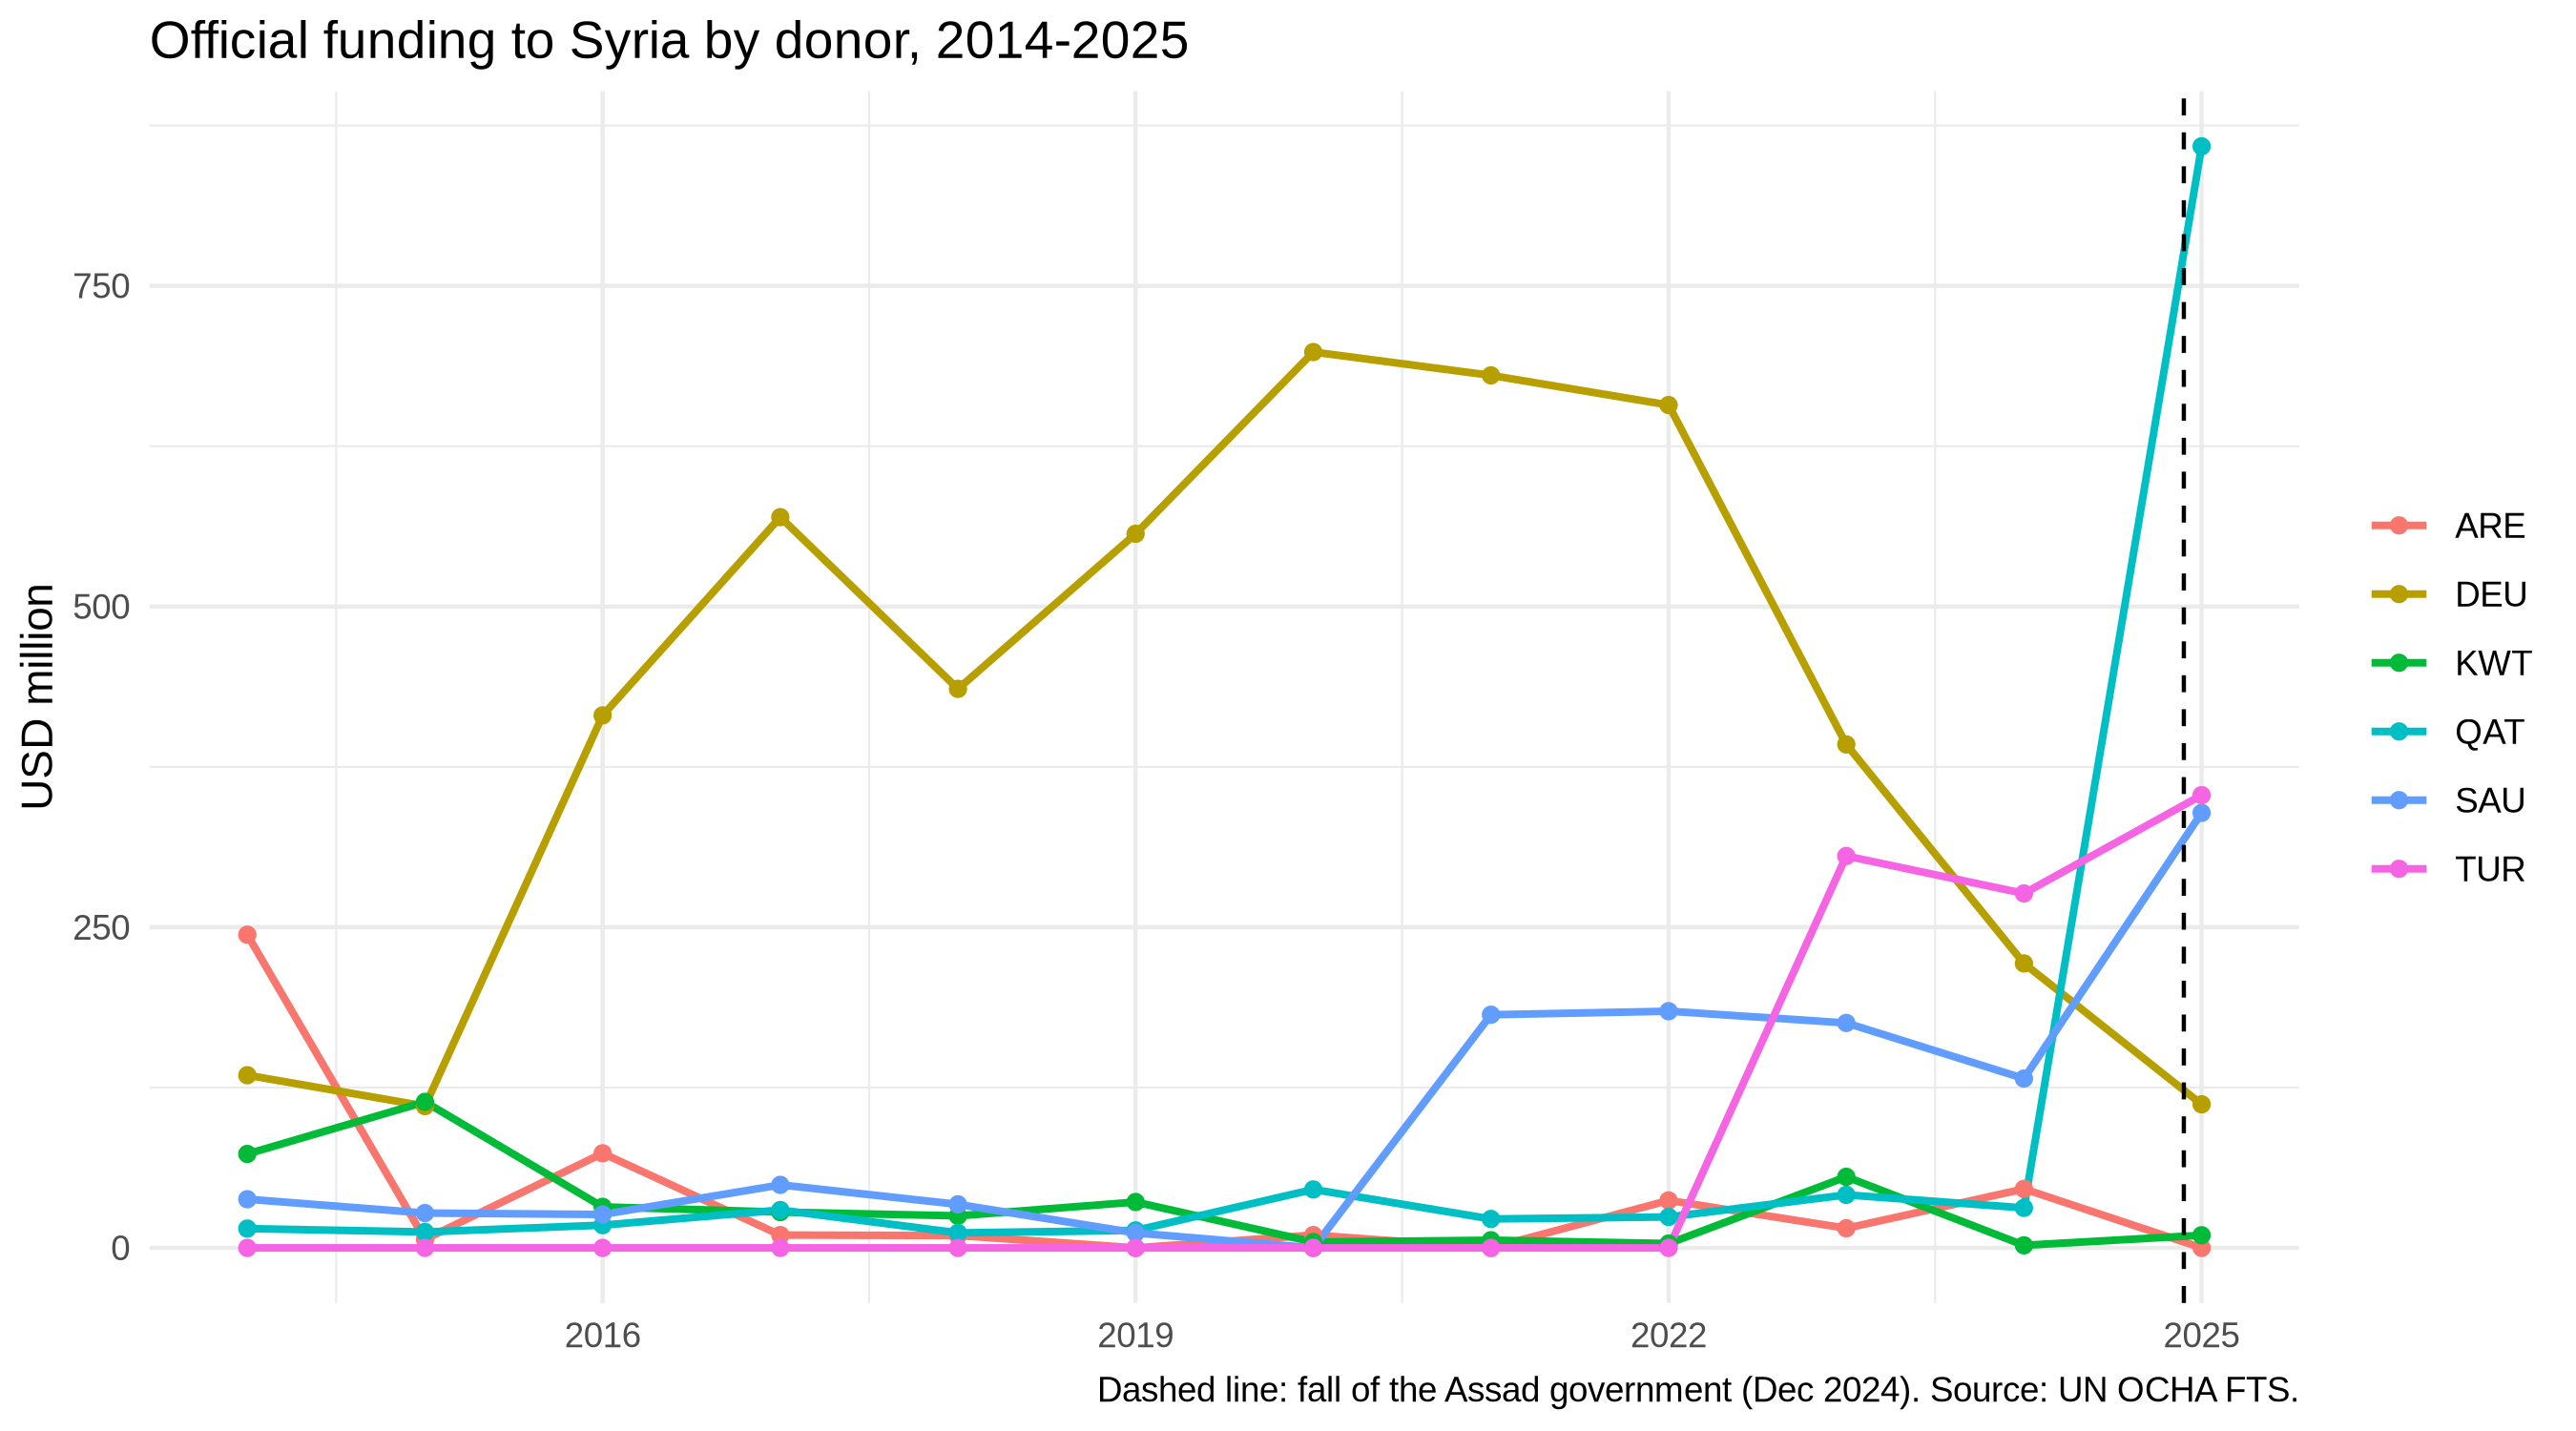 Official funding to Syria by donor, 2014-2025
USD million
750
500
250
0
2016
2019
2022
2025
ARE
DEU
KWT
QAT
SAU
TUR
Dashed line: fall of the Assad government (Dec 2024). Source: UN OCHA FTS.